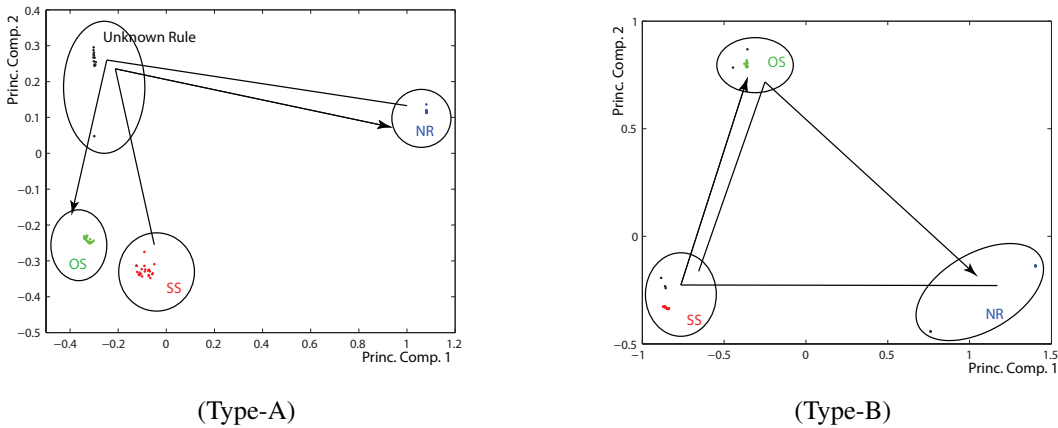 0.4
0.3
0.2
0.1
0
−0.1
−0.2
−0.3
−0.4
−0.5
Princ. Comp. 2
Unknown Rule
NR
OS
SS
−0.4
−0.2
0
0.2
0.4
0.6
0.8
1
1.2
Princ. Comp. 1
(Type-A)
1
0.5
0
−0.5
Princ. Comp. 2
OS
SS
NR
−1
−0.5
0
0.5
1
1.5
Princ. Comp. 1
(Type-B)